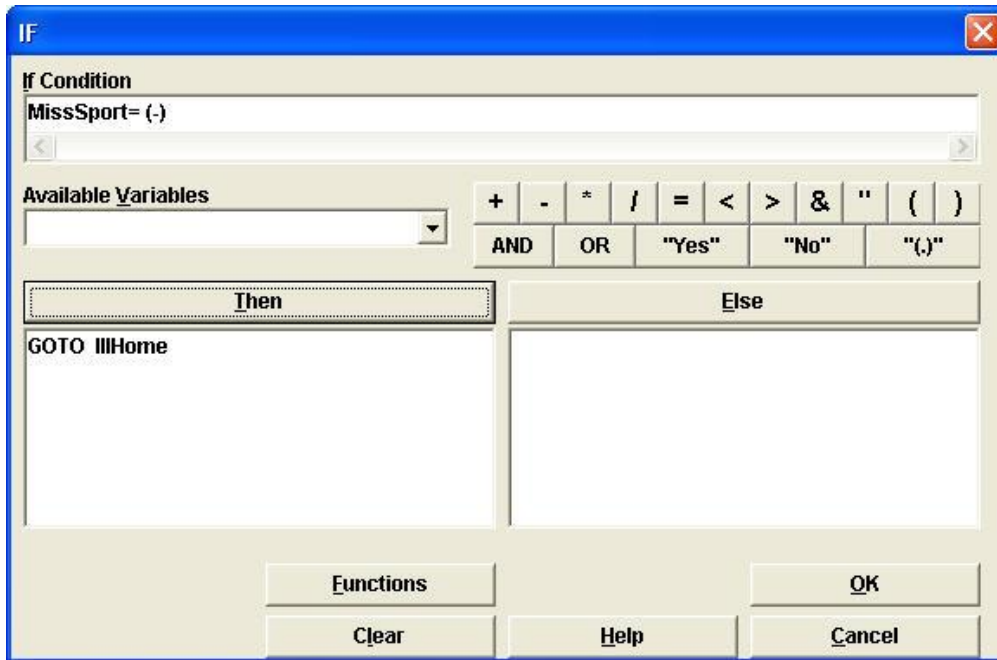 IF
If Condition
MissSport= (-)
Available Variables
+ - * / = < > & " ( )
AND OR "Yes" "No" "(.)"
Then Else
GOTO IllHome
Functions OK
Clear Help Cancel